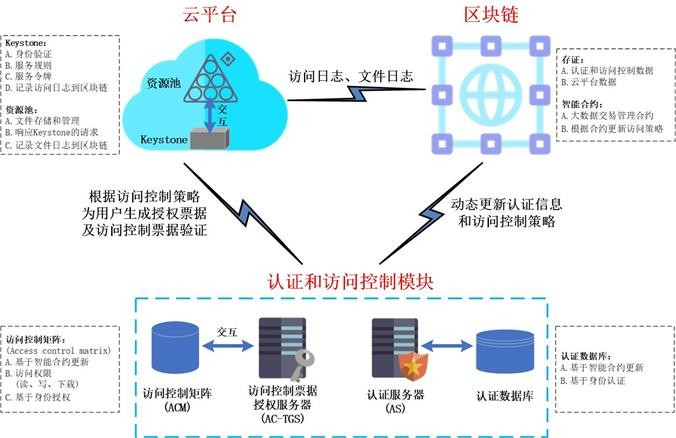 云平台
区块链
Keystone:
A. 身份验证
B. 服务规则
C. 服务令牌
D. 记录访问日志到区块链
资源池:
A. 文件存储和管理
B. 响应Keystone的请求
C. 记录文件日志到区块链
资源池
交互
Keystone
访问日志、文件日志
存证:
A. 认证和访问控制数据
B. 云平台数据
智能合约:
A. 大数据交易管理合约
B. 根据合约更新访问策略
根据访问控制策略
为用户生成授权票据
及访问控制票据验证
动态更新认证信息
和访问控制策略
认证和访问控制模块
访问控制矩阵:
(Access control matrix)
A. 基于智能合约更新
B. 访问权限
(读、写、下载)
C. 基于身份授权
交互
访问控制矩阵
(ACM)
访问控制票据
授权服务器
(AC-TGS)
认证服务器
(AS)
认证数据库
认证数据库:
A. 基于智能合约更新
B. 基于身份认证